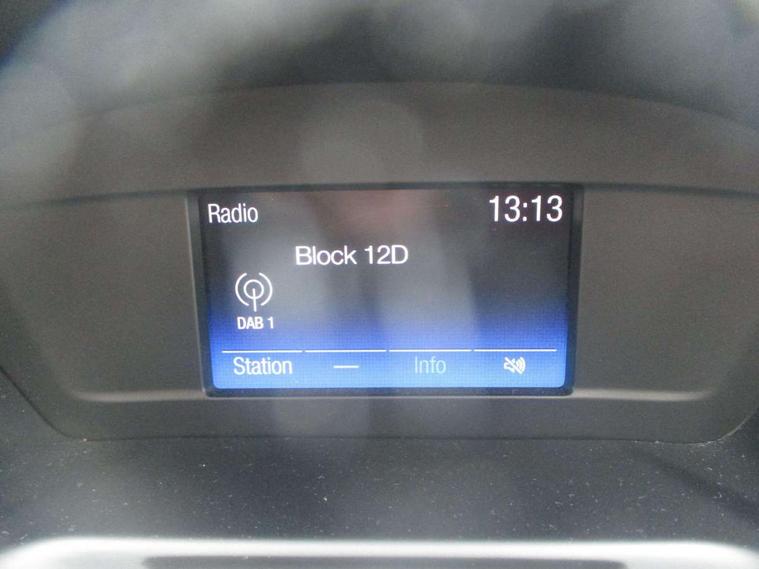 Radio 13:13
Block 12D
DAB 1
Station — Info